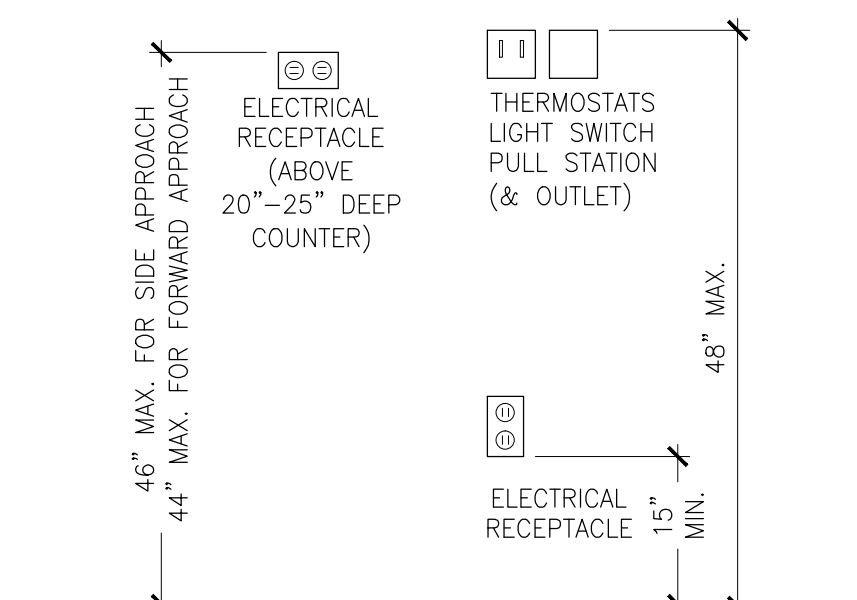 46” MAX. FOR SIDE APPROACH
44” MAX. FOR FORWARD APPROACH
ELECTRICAL
RECEPTACLE
(ABOVE
20”–25” DEEP
COUNTER)
THERMOSTATS
LIGHT SWITCH
PULL STATION
(& OUTLET)
48” MAX.
ELECTRICAL
RECEPTACLE
15”
MIN.